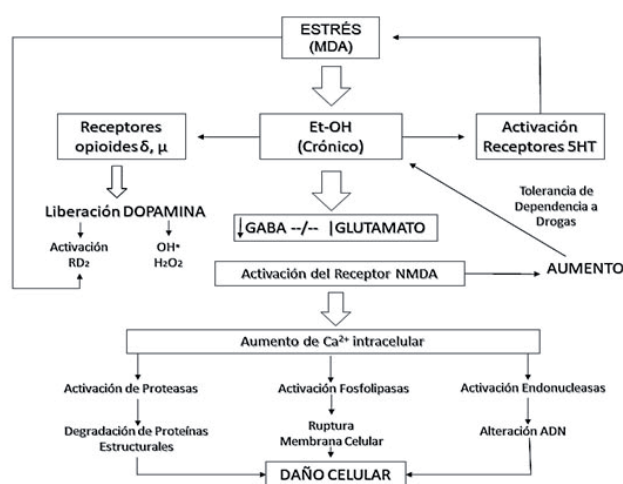 ESTRÉS
(MDA)
Receptores
opioides δ, μ
Et-OH
(Crónico)
Activación
Receptores 5HT
Liberación DOPAMINA
Activación
RD₂
OH•
H₂O₂
Tolerancia de
Dependencia a
Drogas
↓GABA --/-- |GLUTAMATO
Activación del Receptor NMDA
AUMENTO
Aumento de Ca²⁺ intracelular
Activación de Proteasas
Activación Fosfolipasas
Activación Endonucleasas
Degradación de Proteínas
Estructurales
Ruptura
Membrana Celular
Alteración ADN
DAÑO CELULAR